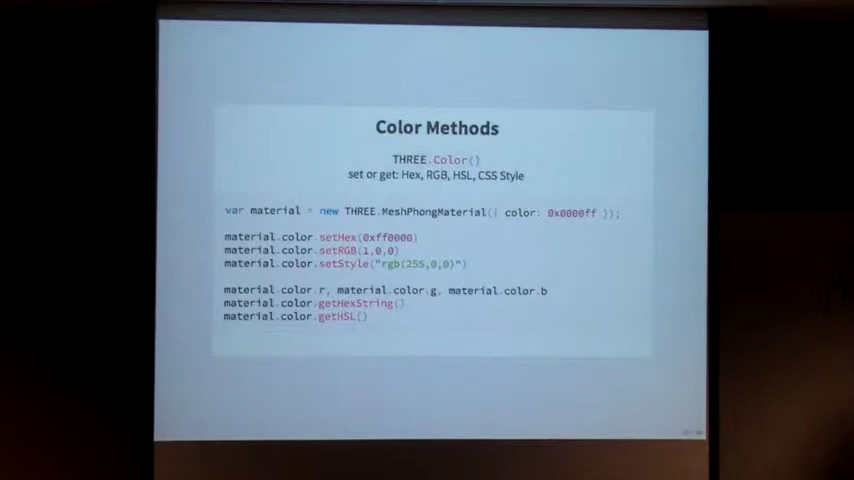 Color Methods
THREE.Color()
set or get: Hex, RGB, HSL, CSS Style
var material = new THREE.MeshPhongMaterial({ color: 0x0000ff });
material.color.setHex(0xff0000)
material.color.setRGB(1,0,0)
material.color.setStyle("rgb(255,0,0)")
material.color.r, material.color.g, material.color.b
material.color.getHexString()
material.color.getHSL()